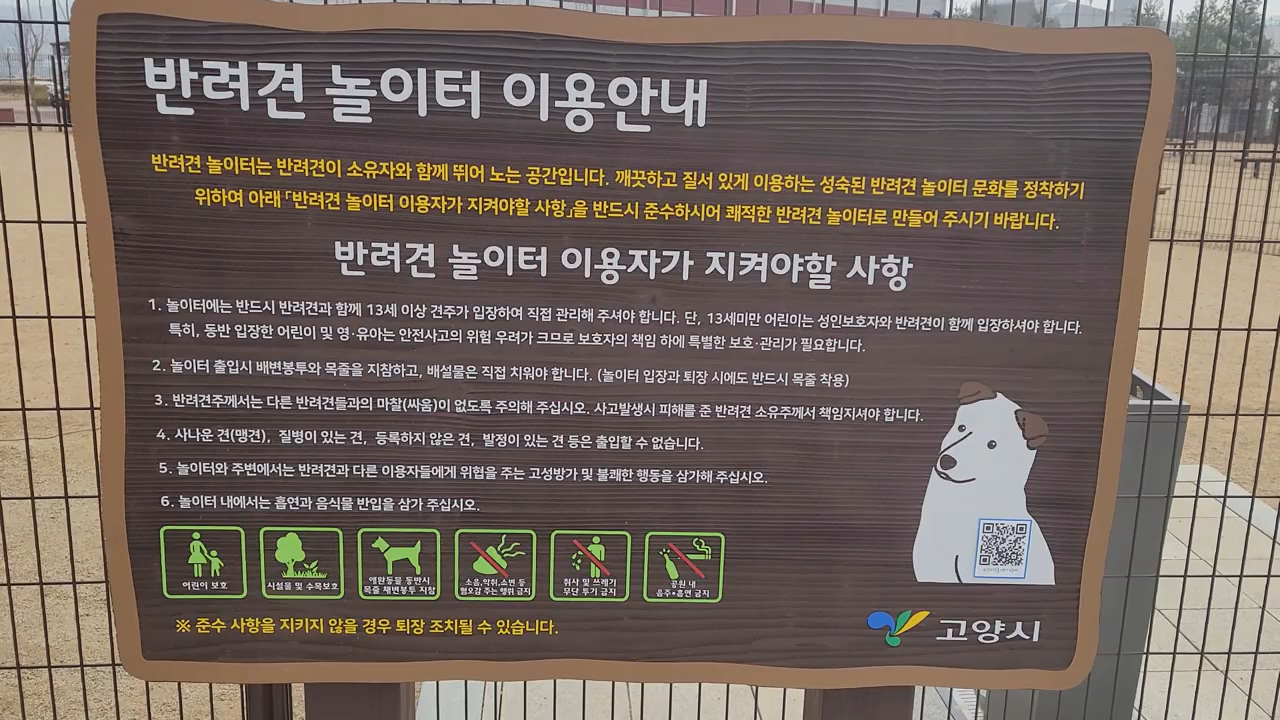 반려견 놀이터 이용안내
반려견 놀이터는 반려견이 소유자와 함께 뛰어 노는 공간입니다. 깨끗하고 질서 있게 이용하는 성숙된 반려견 놀이터 문화를 정착하기
위하여 아래 「반려견 놀이터 이용자가 지켜야할 사항」을 반드시 준수하시어 쾌적한 반려견 놀이터로 만들어 주시기 바랍니다.
반려견 놀이터 이용자가 지켜야할 사항
1. 놀이터에는 반드시 반려견과 함께 13세 이상 견주가 입장하여 직접 관리해 주셔야 합니다. 단, 13세미만 어린이는 성인보호자와 반려견이 함께 입장하셔야 합니다.
특히, 동반 입장한 어린이 및 영·유아는 안전사고의 위험 우려가 크므로 보호자의 책임 하에 특별한 보호·관리가 필요합니다.
2. 놀이터 출입시 배변봉투와 목줄을 지참하고, 배설물은 직접 치워야 합니다. (놀이터 입장과 퇴장 시에도 반드시 목줄 착용)
3. 반려견주께서는 다른 반려견들과의 마찰(싸움)이 없도록 주의해 주십시오. 사고발생시 피해를 준 반려견 소유주께서 책임지셔야 합니다.
4. 사나운 견(맹견), 질병이 있는 견, 등록하지 않은 견, 발정이 있는 견 등은 출입할 수 없습니다.
5. 놀이터와 주변에서는 반려견과 다른 이용자들에게 위협을 주는 고성방가 및 불쾌한 행동을 삼가해 주십시오.
6. 놀이터 내에서는 흡연과 음식물 반입을 삼가 주십시오.
어린이 보호
시설물 및 수목보호
애완동물 동반시
목줄 채변봉투 지참
소음,악취,소변 등
혐오감 주는 행위 금지
취사 및 쓰레기
무단 투기 금지
공원 내
음주•흡연 금지
※ 준수 사항을 지키지 않을 경우 퇴장 조치될 수 있습니다.
고양시